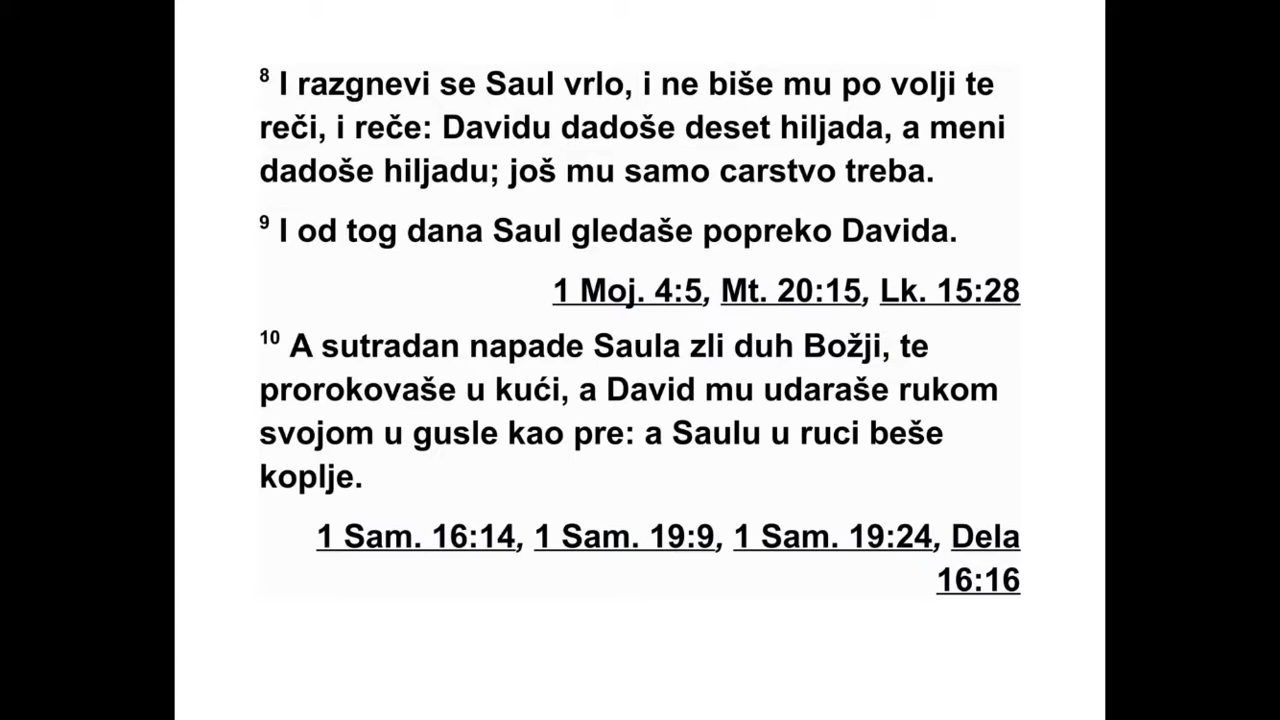 8 I razgnevi se Saul vrlo, i ne biše mu po volji te
reči, i reče: Davidu dadoše deset hiljada, a meni
dadoše hiljadu; još mu samo carstvo treba.
9 I od tog dana Saul gledaše popreko Davida.
1 Moj. 4:5, Mt. 20:15, Lk. 15:28
10 A sutradan napade Saula zli duh Božji, te
prorokovaše u kući, a David mu udaraše rukom
svojom u gusle kao pre: a Saulu u ruci beše
koplje.
1 Sam. 16:14, 1 Sam. 19:9, 1 Sam. 19:24, Dela
16:16